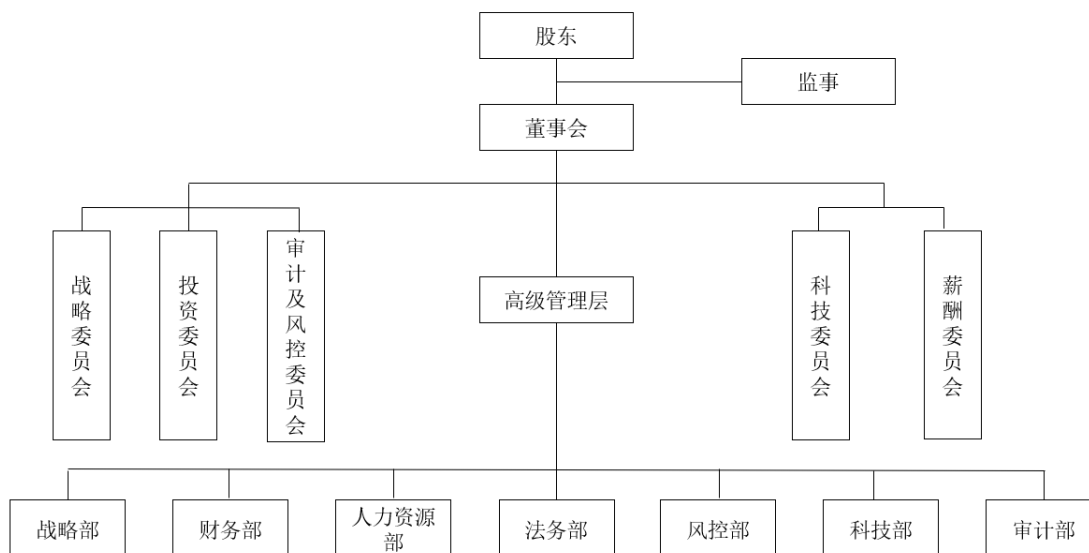 股东
监事
董事会
战略委员会
投资委员会
审计及风控委员会
高级管理层
科技委员会
薪酬委员会
战略部
财务部
人力资源
部
法务部
风控部
科技部
审计部